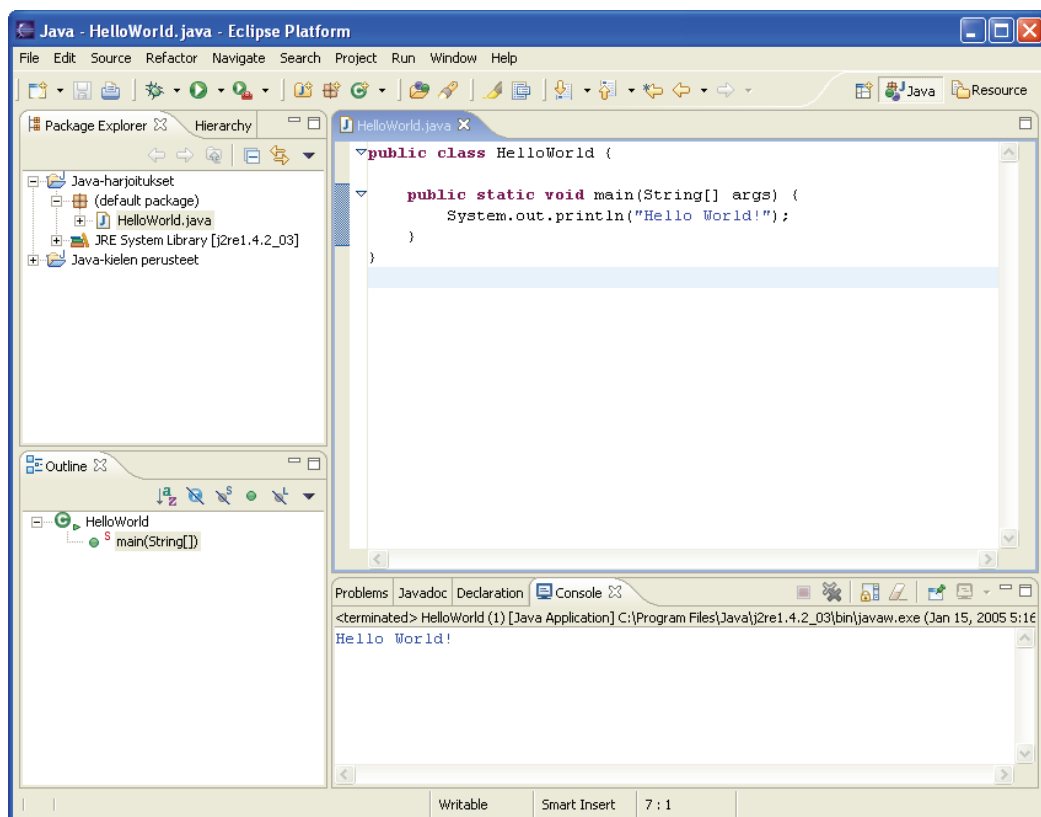 Java - HelloWorld.java - Eclipse Platform
File Edit Source Refactor Navigate Search Project Run Window Help
Java Resource
Package Explorer Hierarchy
Java-harjoitukset
(default package)
HelloWorld.java
JRE System Library [j2re1.4.2_03]
Java-kielen perusteet
HelloWorld.java
public class HelloWorld {
public static void main(String[] args) {
System.out.println("Hello World!");
}
}
Outline
HelloWorld
main(String[])
Problems Javadoc Declaration Console
<terminated> HelloWorld (1) [Java Application] C:\Program Files\Java\j2re1.4.2_03\bin\javaw.exe (Jan 15, 2005 5:16
Hello World!
Writable Smart Insert 7 : 1